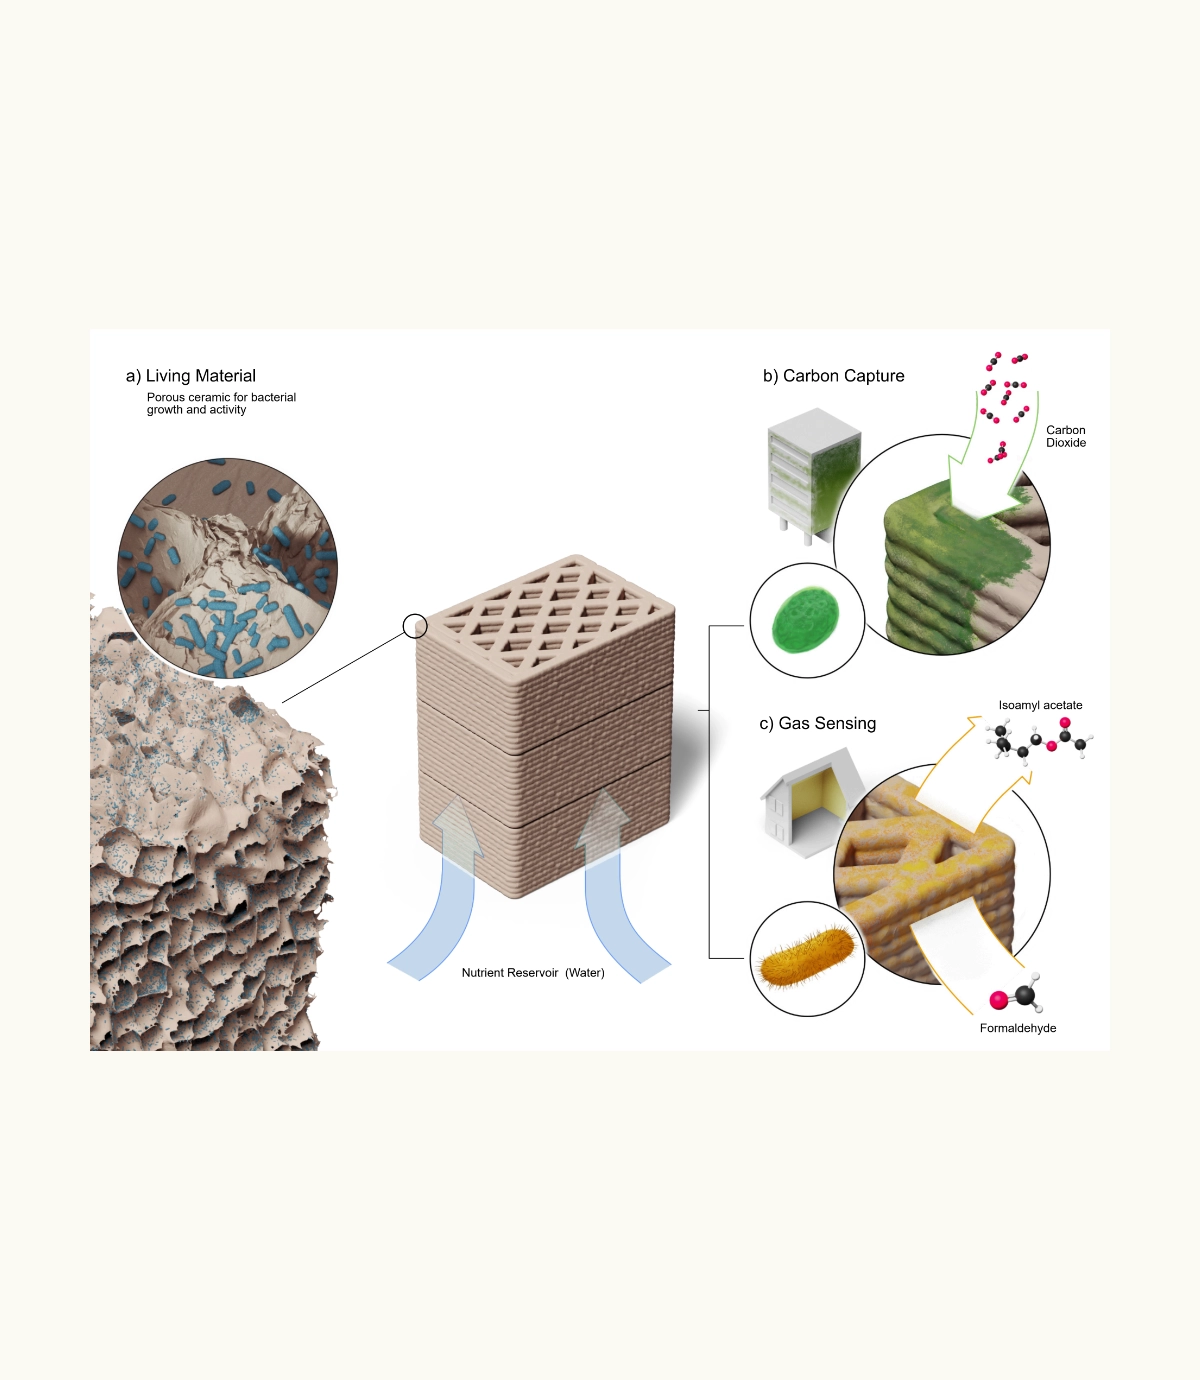 a) Living Material
Porous ceramic for bacterial
growth and activity
Nutrient Reservoir (Water)
b) Carbon Capture
Carbon
Dioxide
c) Gas Sensing
Isoamyl acetate
Formaldehyde